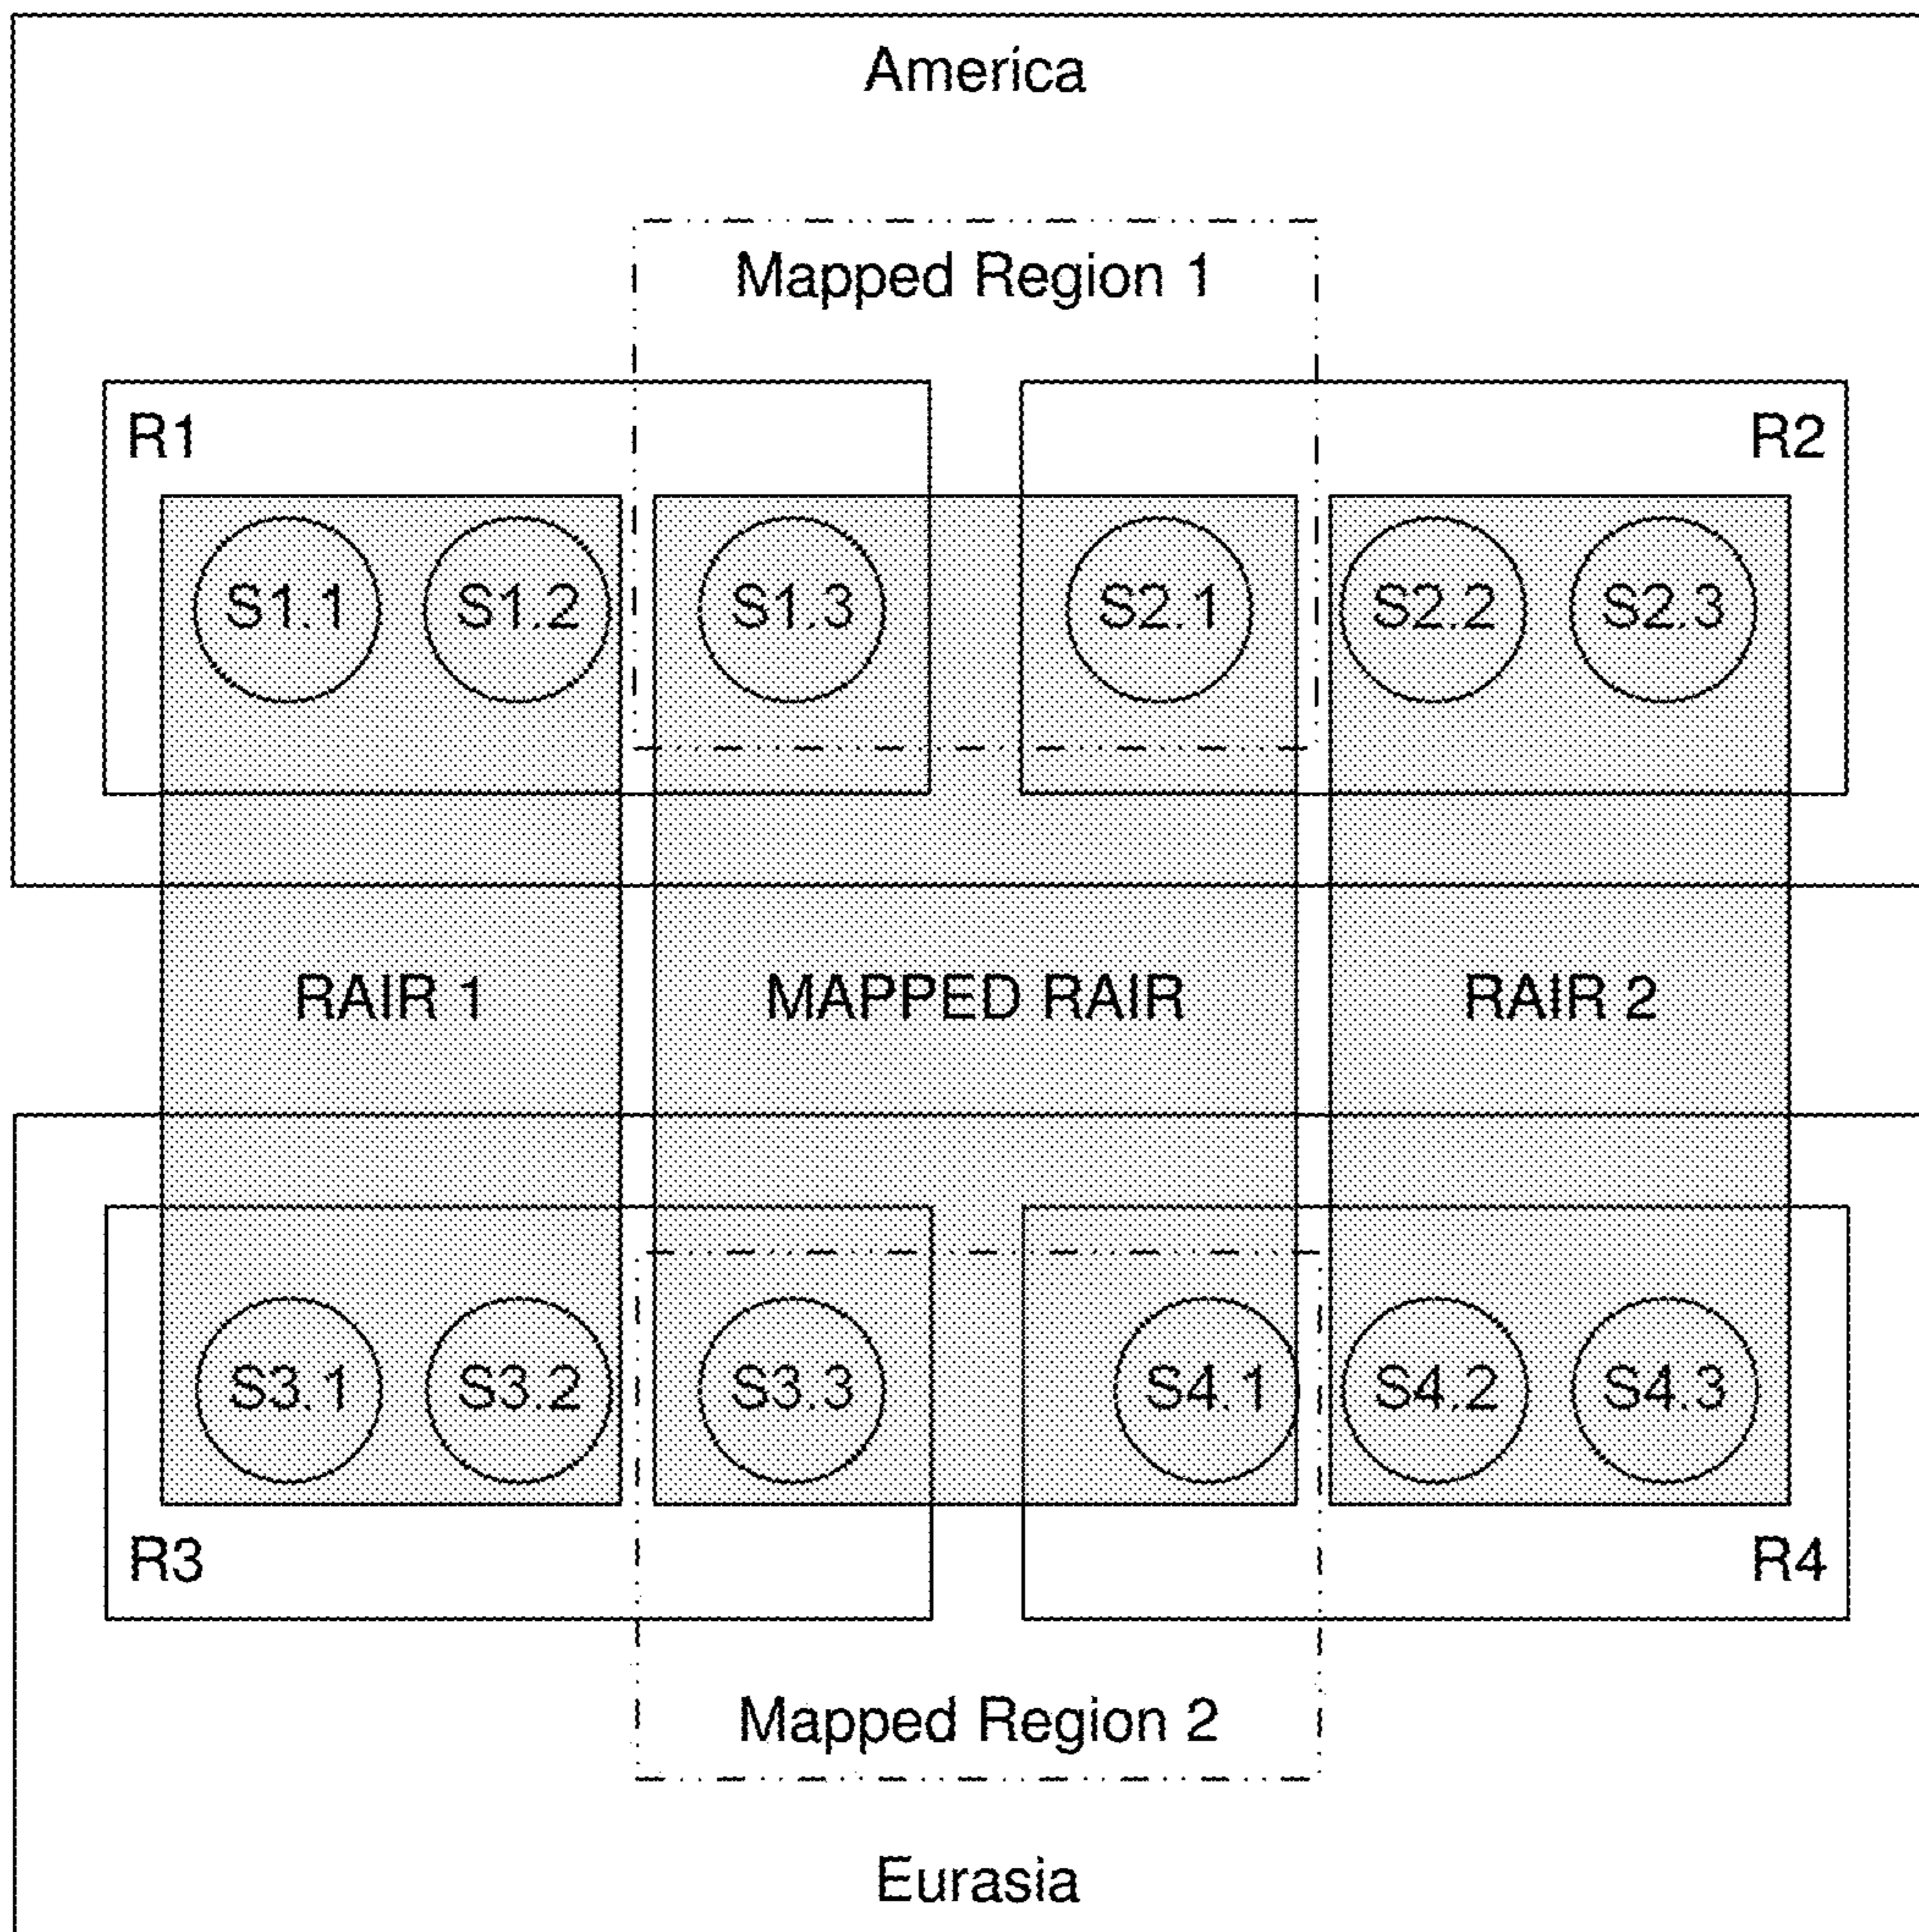 America
Mapped Region 1
R1
R2
S1.1
S1.2
S1.3
S2.1
S2.2
S2.3
RAIR 1
MAPPED RAIR
RAIR 2
S3.1
S3.2
S3.3
S4.1
S4.2
S4.3
R3
R4
Mapped Region 2
Eurasia